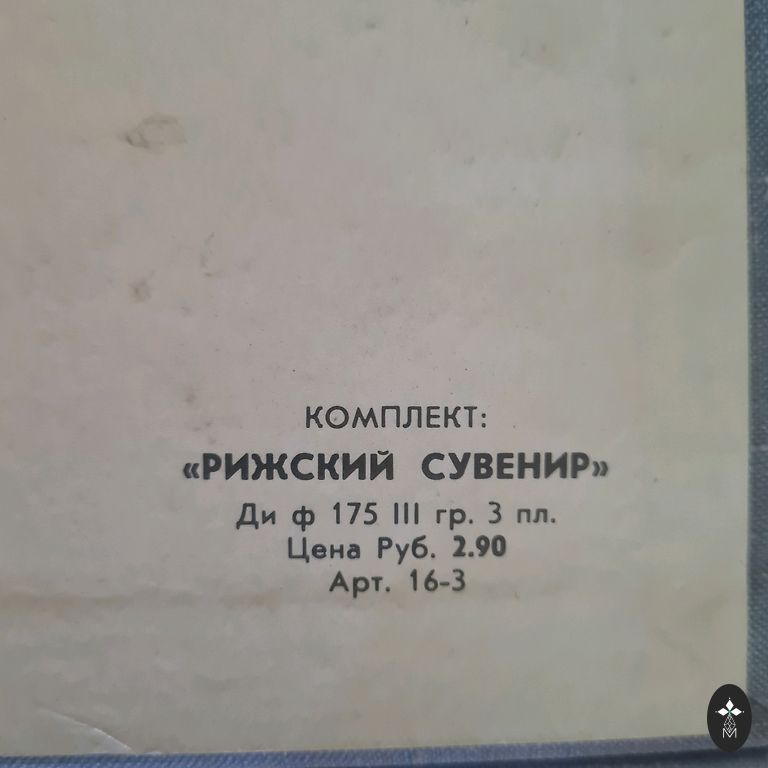 КОМПЛЕКТ:
«РИЖСКИЙ СУВЕНИР»
Ди ф 175 III гр. 3 пл.
Цена Руб. 2.90
Арт. 16-3
M